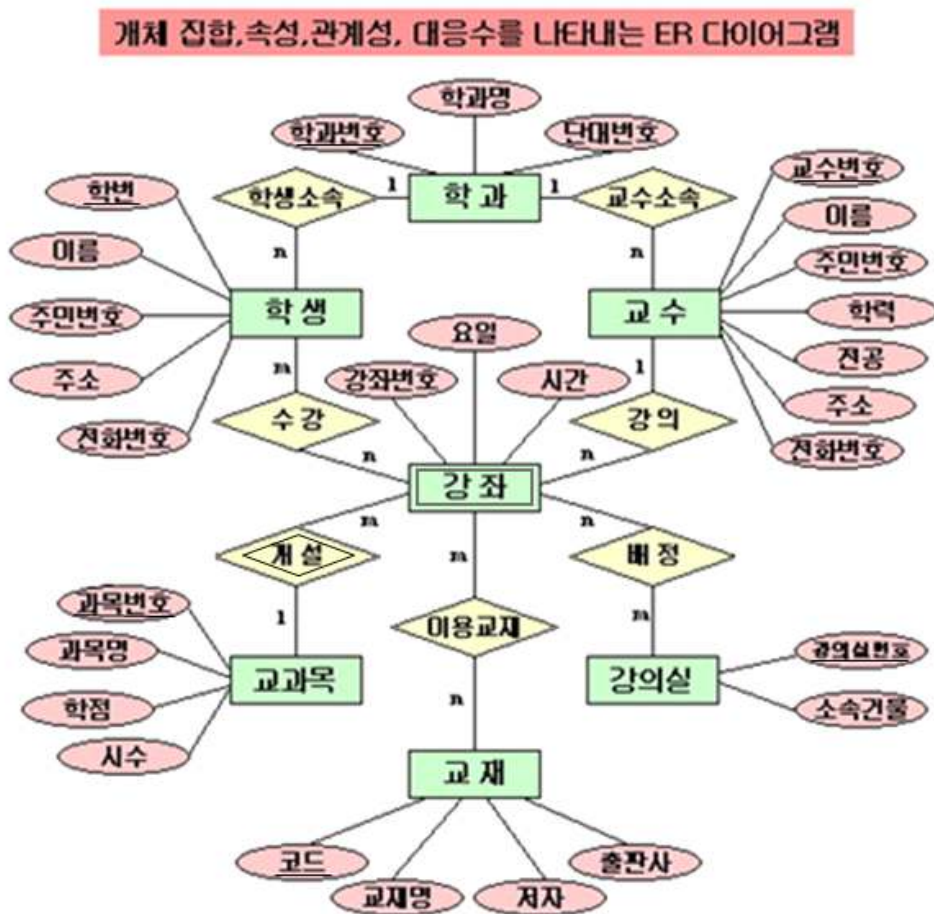 개체 집합,속성,관계성, 대응수를 나타내는 ER 다이어그램
학과명
학과번호
단대번호
학생소속
1
학 과
1
교수소속
교수번호
학번
이름
이름
n
n
주민번호
주민번호
학 생
교 수
학력
요일
주소
m
강좌번호
시간
1
전공
주소
전화번호
수강
강의
전화번호
n
n
강 좌
m
n
개 설
m
배 정
과목번호
1
이용교재
m
과목명
교과목
강의실
강의실번호
학점
n
소속건물
시수
교 재
코드
출판사
교재명
저자